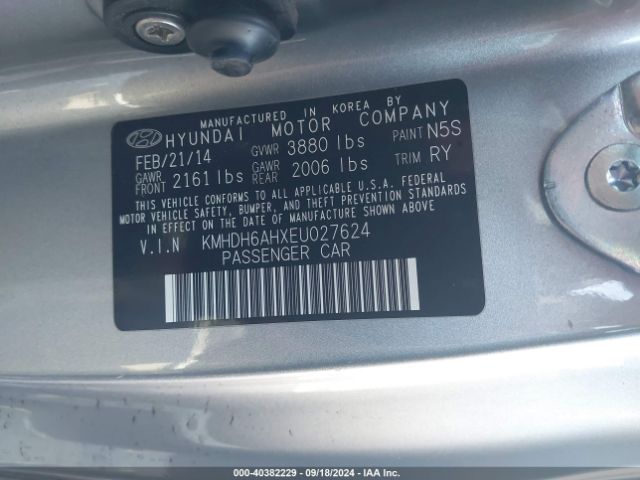 MANUFACTURED IN KOREA BY
HYUNDAI MOTOR COMPANY
FEB/21/14 GVWR 3880 lbs PAINT N5S
GAWR FRONT 2161 lbs GAWR REAR 2006 lbs TRIM RY
THIS VEHICLE CONFORMS TO ALL APPLICABLE U.S.A. FEDERAL
MOTOR VEHICLE SAFETY, BUMPER, AND THEFT PREVENTION STANDARDS
IN EFFECT ON THE DATE OF MANUFACTURE SHOWN ABOVE.
V.I.N KMHDH6AHXEU027624
PASSENGER CAR
000-40382229 - 09/18/2024 - IAA Inc.